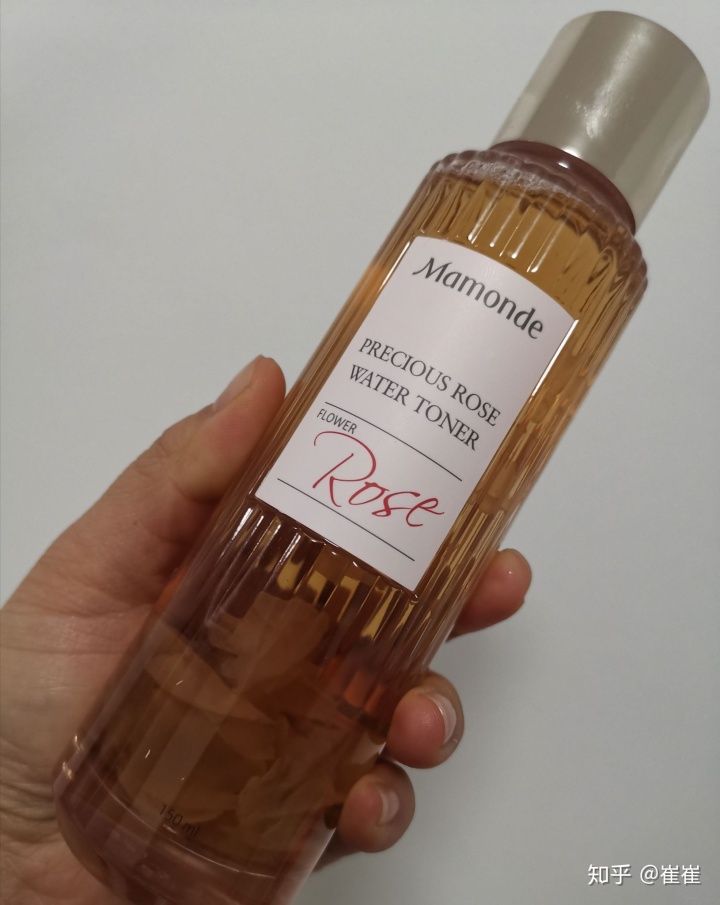 Mamonde
PRECIOUS ROSE
WATER TONER
FLOWER
Rose
150 ml
知乎 @崔崔